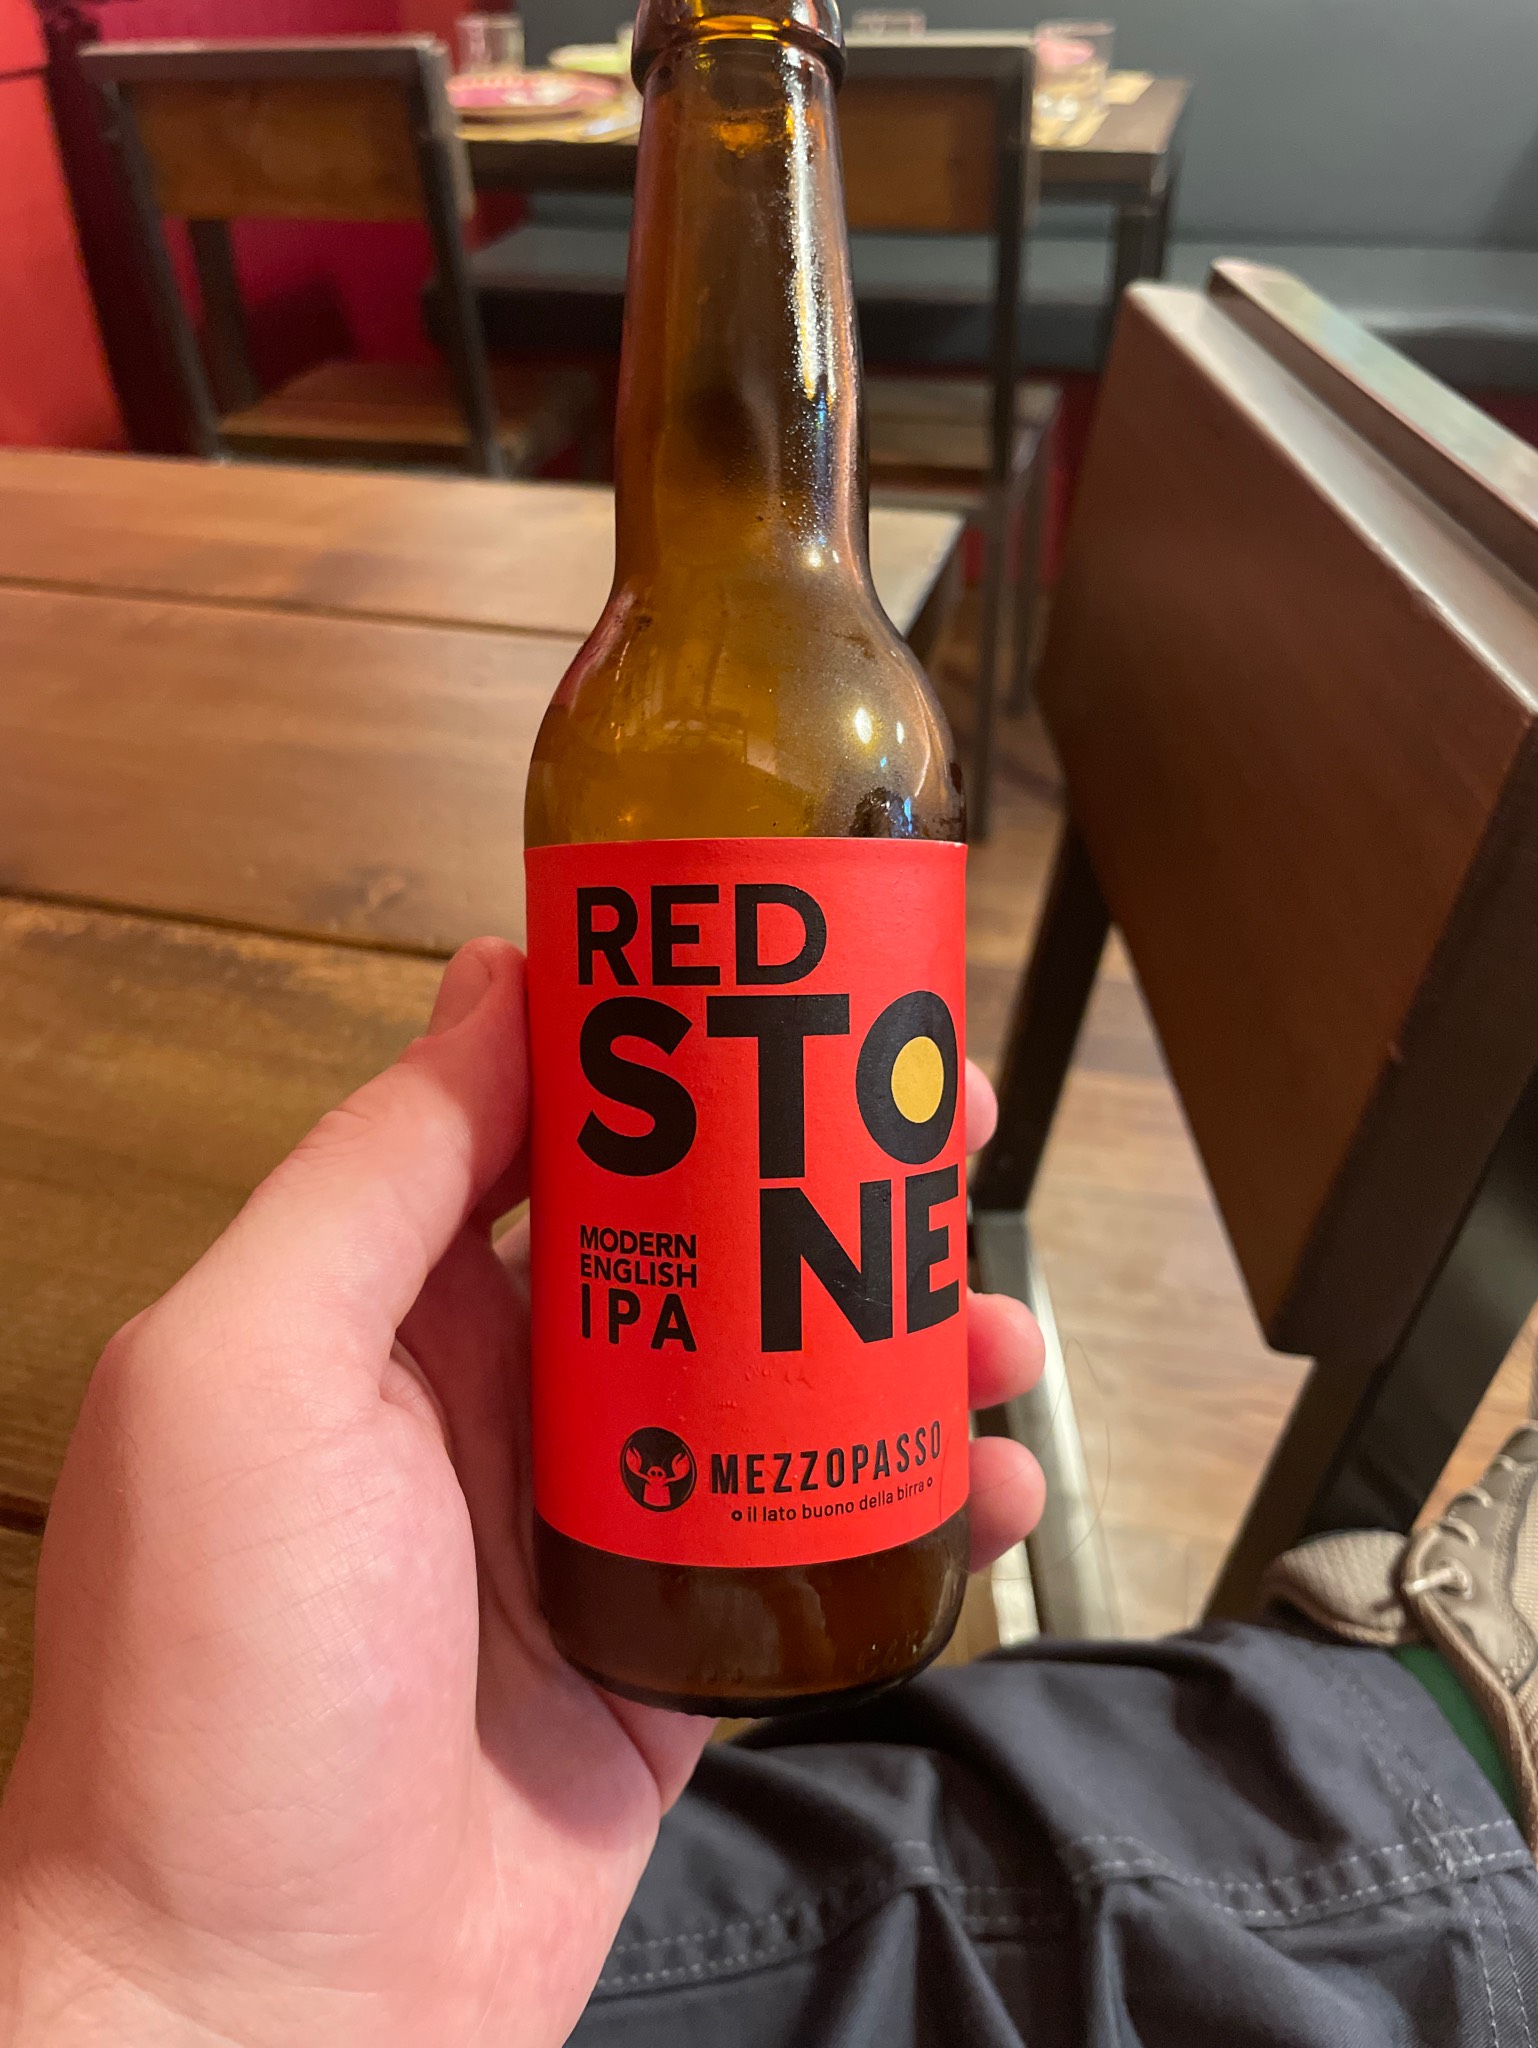 RED
STO
NE
MODERN
ENGLISH
IPA
MEZZOPASSO
il lato buono della birra